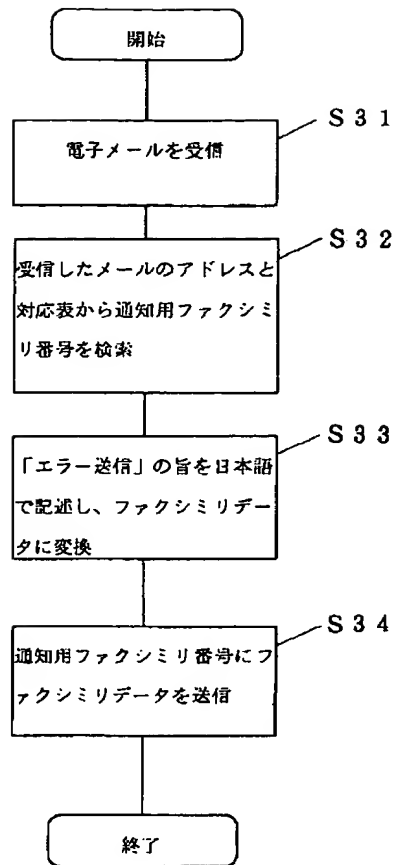 開始
S31
電子メールを受信
S32
受信したメールのアドレスと
対応表から通知用ファクシミ
リ番号を検索
S33
「エラー送信」の旨を日本語
で記述し、ファクシミリデー
タに変換
S34
通知用ファクシミリ番号にフ
ァクシミリデータを送信
終了